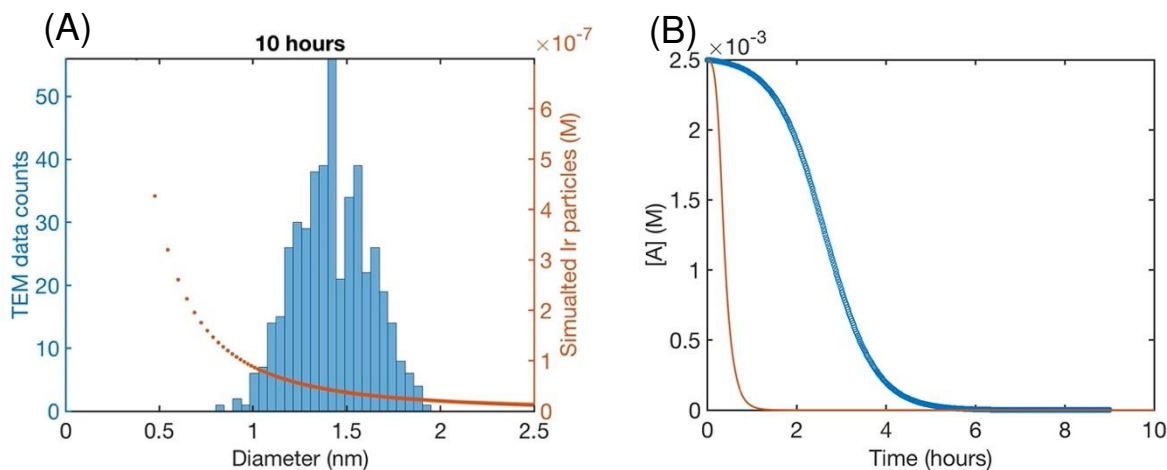 (A)
10 hours
×10⁻⁷
TEM data counts
50
40
30
20
10
0
6
5
4
3
2
1
0
Simualted Ir particles (M)
0 0.5 1 1.5 2 2.5
Diameter (nm)
(B)
×10⁻³
[A] (M)
2.5
2
1.5
1
0.5
0
0 2 4 6 8 10
Time (hours)